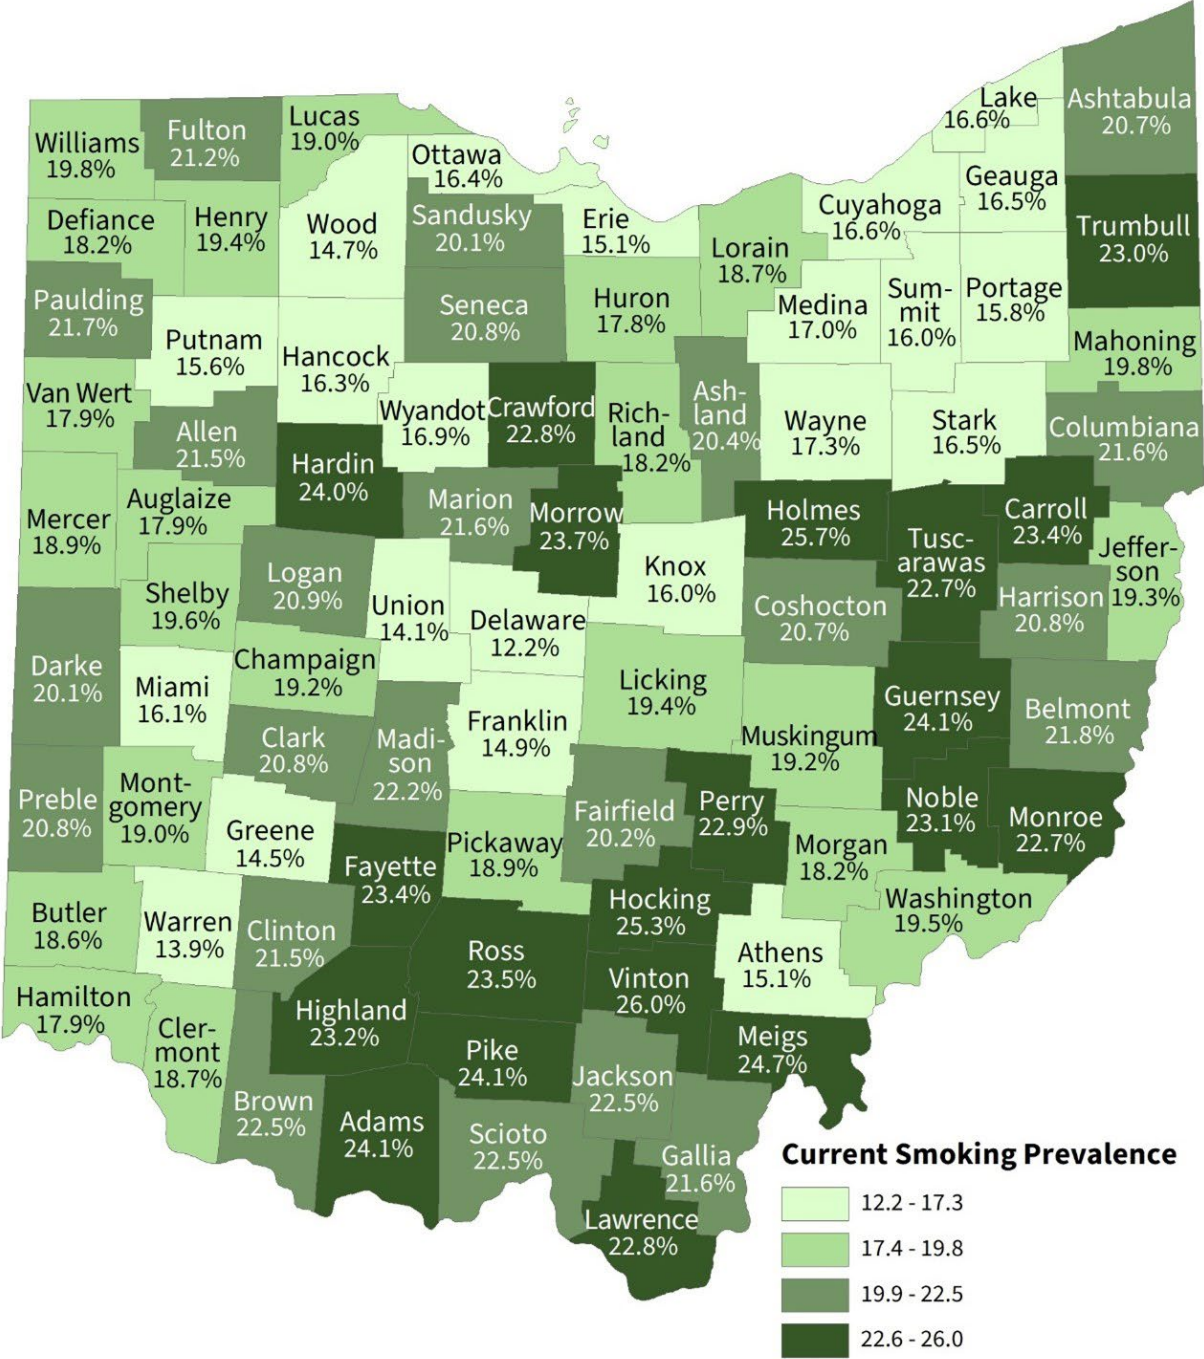 Lake
16.6%
Ashtabula
20.7%
Williams
19.8%
Fulton
21.2%
Lucas
19.0%
Ottawa
16.4%
Geauga
16.5%
Defiance
18.2%
Henry
19.4%
Wood
14.7%
Sandusky
20.1%
Erie
15.1%
Lorain
18.7%
Cuyahoga
16.6%
Trumbull
23.0%
Paulding
21.7%
Putnam
15.6%
Hancock
16.3%
Seneca
20.8%
Huron
17.8%
Medina
17.0%
Sum-
mit
16.0%
Portage
15.8%
Mahoning
19.8%
Van Wert
17.9%
Allen
21.5%
Wyandot
16.9%
Crawford
22.8%
Rich-
land
18.2%
Ash-
land
20.4%
Wayne
17.3%
Stark
16.5%
Columbiana
21.6%
Hardin
24.0%
Mercer
18.9%
Auglaize
17.9%
Marion
21.6%
Morrow
23.7%
Holmes
25.7%
Tusc-
arawas
22.7%
Carroll
23.4%
Jeffer-
son
19.3%
Shelby
19.6%
Logan
20.9%
Union
14.1%
Delaware
12.2%
Knox
16.0%
Coshocton
20.7%
Harrison
20.8%
Darke
20.1%
Miami
16.1%
Champaign
19.2%
Licking
19.4%
Guernsey
24.1%
Belmont
21.8%
Clark
20.8%
Madi-
son
22.2%
Franklin
14.9%
Muskingum
19.2%
Preble
20.8%
Mont-
gomery
19.0%
Greene
14.5%
Fayette
23.4%
Pickaway
18.9%
Fairfield
20.2%
Perry
22.9%
Morgan
18.2%
Noble
23.1%
Monroe
22.7%
Butler
18.6%
Warren
13.9%
Clinton
21.5%
Ross
23.5%
Hocking
25.3%
Athens
15.1%
Washington
19.5%
Hamilton
17.9%
Cler-
mont
18.7%
Highland
23.2%
Vinton
26.0%
Meigs
24.7%
Brown
22.5%
Adams
24.1%
Pike
24.1%
Scioto
22.5%
Jackson
22.5%
Gallia
21.6%
Lawrence
22.8%
Current Smoking Prevalence
12.2 - 17.3
17.4 - 19.8
19.9 - 22.5
22.6 - 26.0